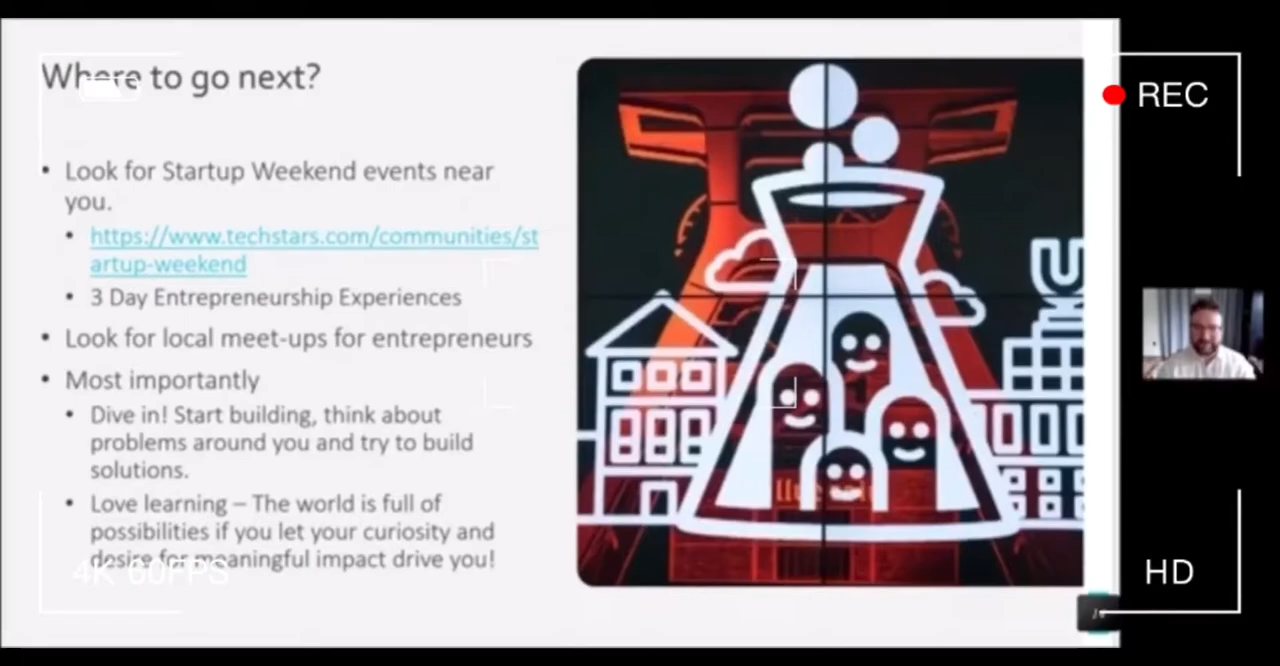 Where to go next?
REC
Look for Startup Weekend events near
you.
https://www.techstars.com/communities/st
artup-weekend
3 Day Entrepreneurship Experiences
Look for local meet-ups for entrepreneurs
Most importantly
Dive in! Start building, think about
problems around you and try to build
solutions.
Love learning – The world is full of
possibilities if you let your curiosity and
desire for meaningful impact drive you!
4K 60FPS
HD